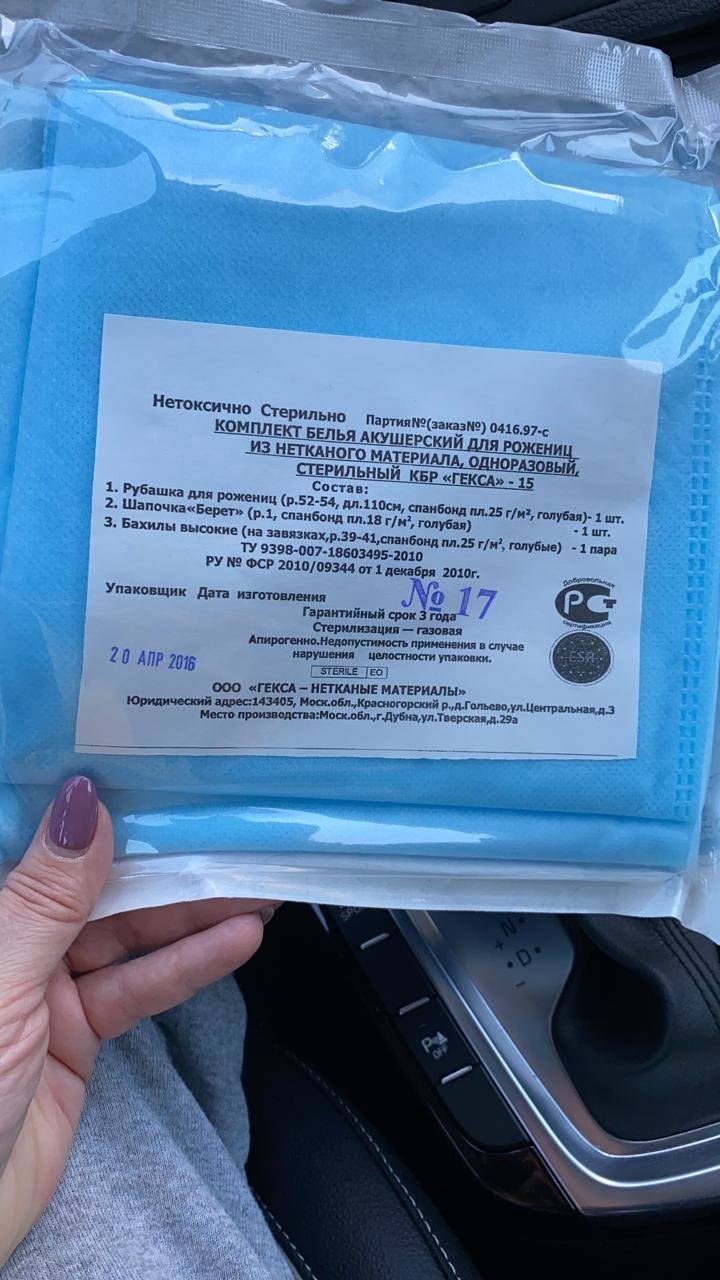 Нетоксично Стерильно Партия№(заказ№) 0416.97-с
КОМПЛЕКТ БЕЛЬЯ АКУШЕРСКИЙ ДЛЯ РОЖЕНИЦ
ИЗ НЕТКАНОГО МАТЕРИАЛА, ОДНОРАЗОВЫЙ,
СТЕРИЛЬНЫЙ КБР «ГЕКСА» - 15
Состав:
1. Рубашка для рожениц (р.52-54, дл.110см, спанбонд пл.25 г/м², голубая)- 1 шт.
2. Шапочка«Берет» (р.1, спанбонд пл.18 г/м², голубая) - 1 шт.
3. Бахилы высокие (на завязках,р.39-41,спанбонд пл.25 г/м², голубые) - 1 пара
ТУ 9398-007-18603495-2010
РУ № ФСР 2010/09344 от 1 декабря 2010г.
Упаковщик Дата изготовления
№ 17
Гарантийный срок 3 года
Стерилизация — газовая
Апирогенно.Недопустимость применения в случае
нарушения целостности упаковки.
20 АПР 2016
STERILE EO
Добровольная
РСТ
сертификация
ESR
ООО «ГЕКСА – НЕТКАНЫЕ МАТЕРИАЛЫ»
Юридический адрес:143405, Моск.обл.,Красногорский р.,д.Гольево,ул.Центральная,д.3
Место производства:Моск.обл.,г.Дубна,ул.Тверская,д.29а
N
+
D
-
P
OFF